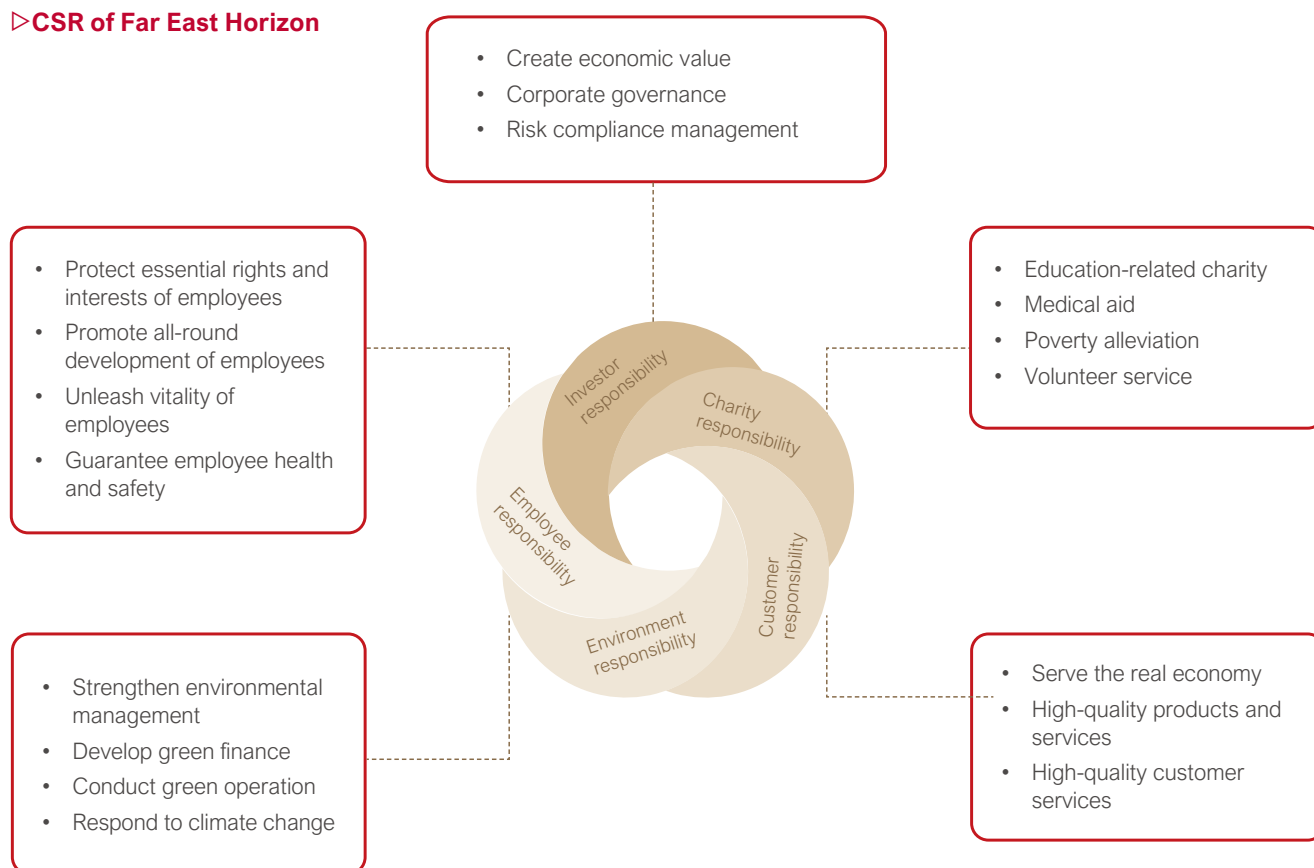 ▷CSR of Far East Horizon
• Create economic value
• Corporate governance
• Risk compliance management
• Protect essential rights and
interests of employees
• Promote all-round
development of employees
• Unleash vitality of
employees
• Guarantee employee health
and safety
• Education-related charity
• Medical aid
• Poverty alleviation
• Volunteer service
Investor
responsibility
Charity
responsibility
Employee
responsibility
Customer
responsibility
Environment
responsibility
• Strengthen environmental
management
• Develop green finance
• Conduct green operation
• Respond to climate change
• Serve the real economy
• High-quality products and
services
• High-quality customer
services